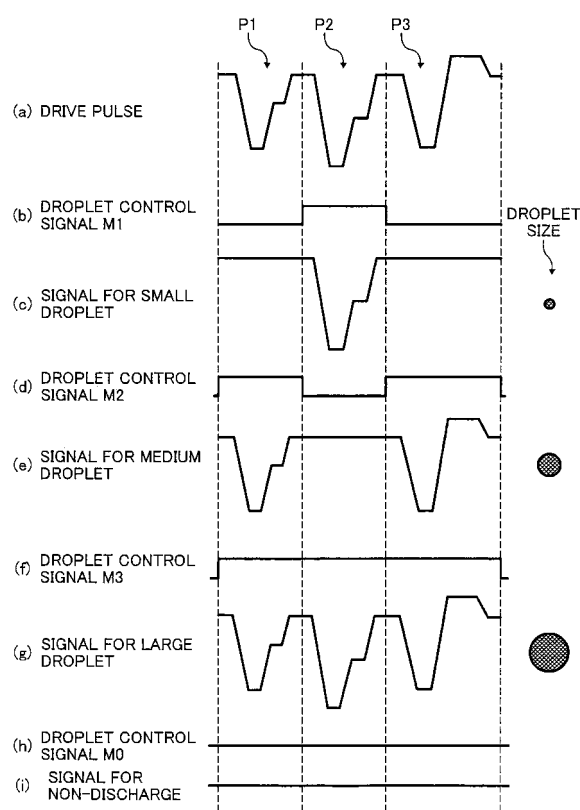 P1 P2 P3
(a) DRIVE PULSE
(b) DROPLET CONTROL
SIGNAL M1
DROPLET
SIZE
(c) SIGNAL FOR SMALL
DROPLET
(d) DROPLET CONTROL
SIGNAL M2
(e) SIGNAL FOR MEDIUM
DROPLET
(f) DROPLET CONTROL
SIGNAL M3
(g) SIGNAL FOR LARGE
DROPLET
(h) DROPLET CONTROL
SIGNAL M0
(i) SIGNAL FOR
NON-DISCHARGE